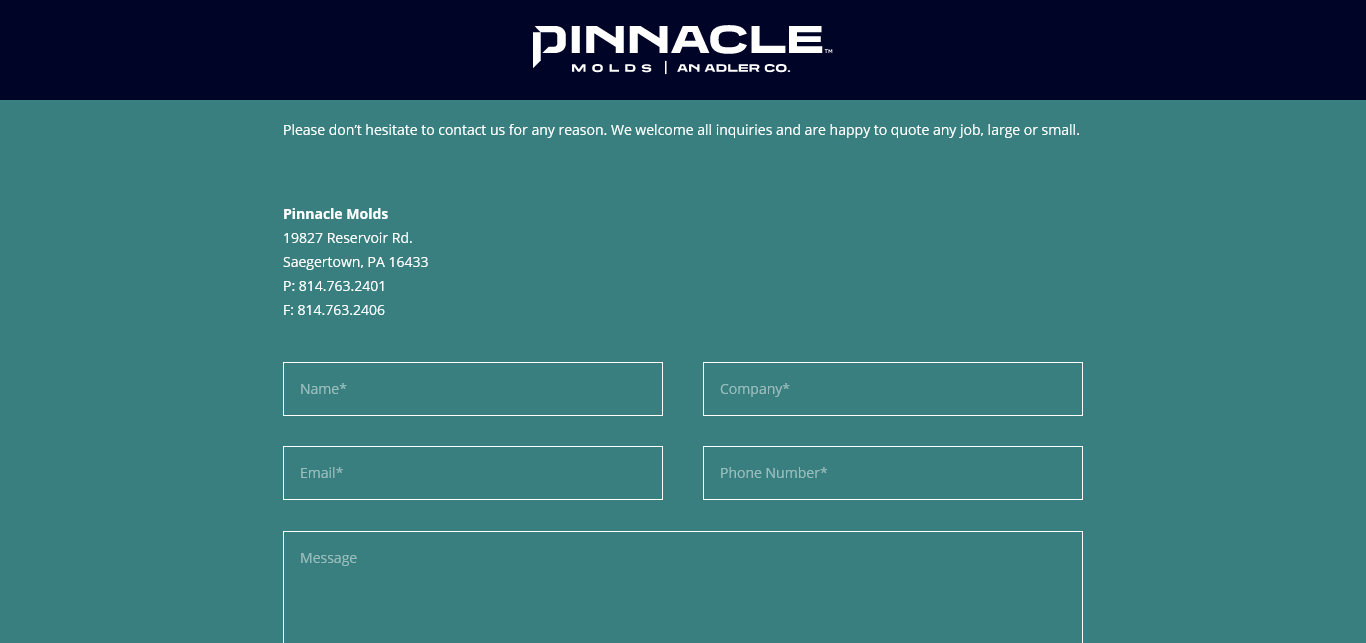 PINNACLE™
MOLDS | AN ADLER CO.
Please don’t hesitate to contact us for any reason. We welcome all inquiries and are happy to quote any job, large or small.
Pinnacle Molds
19827 Reservoir Rd.
Saegertown, PA 16433
P: 814.763.2401
F: 814.763.2406
Name*
Company*
Email*
Phone Number*
Message